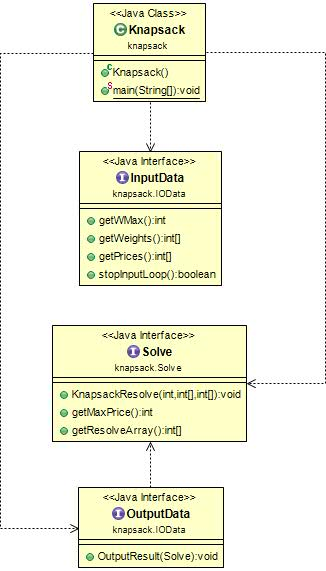 <<Java Class>>
Knapsack
knapsack
Knapsack()
main(String[]):void
<<Java Interface>>
InputData
knapsack.IOData
getWMax():int
getWeights():int[]
getPrices():int[]
stopInputLoop():boolean
<<Java Interface>>
Solve
knapsack.Solve
KnapsackResolve(int,int[],int[]):void
getMaxPrice():int
getResolveArray():int[]
<<Java Interface>>
OutputData
knapsack.IOData
OutputResult(Solve):void